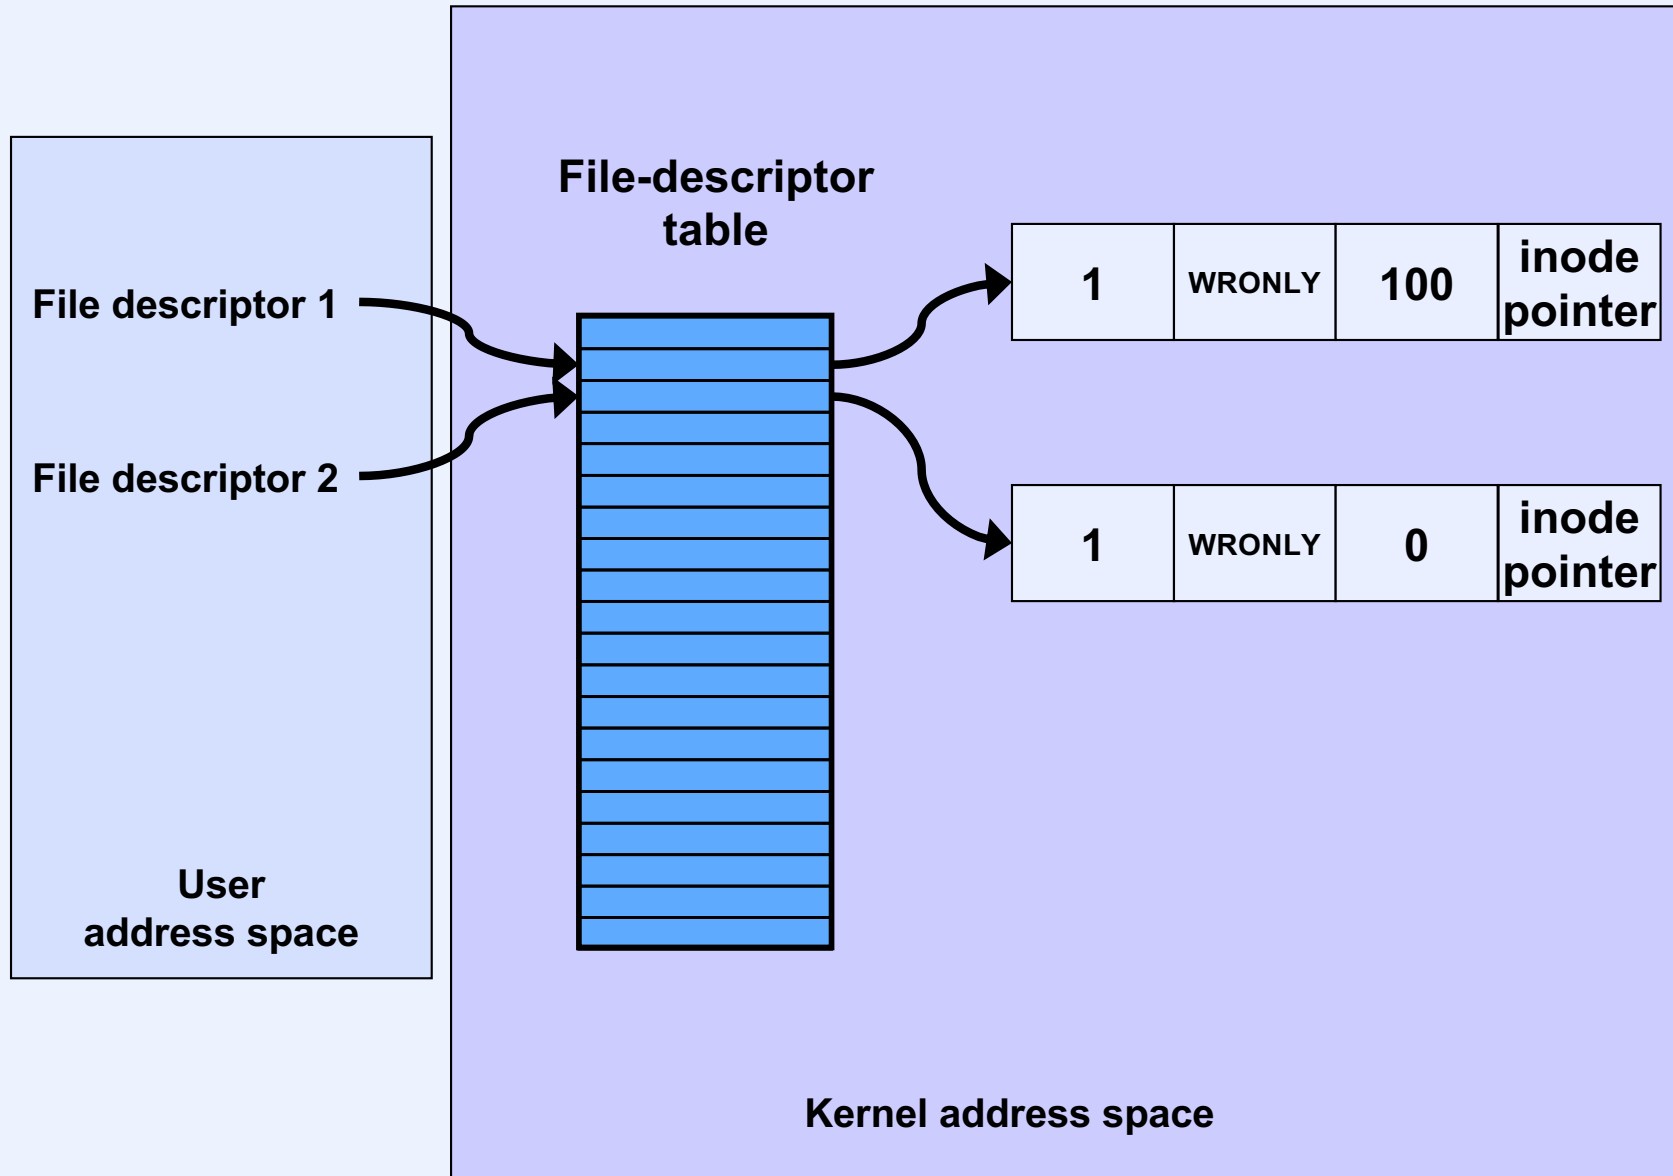 File-descriptor
table
File descriptor 1
File descriptor 2
1
WRONLY
100
inode
pointer
1
WRONLY
0
inode
pointer
User
address space
Kernel address space